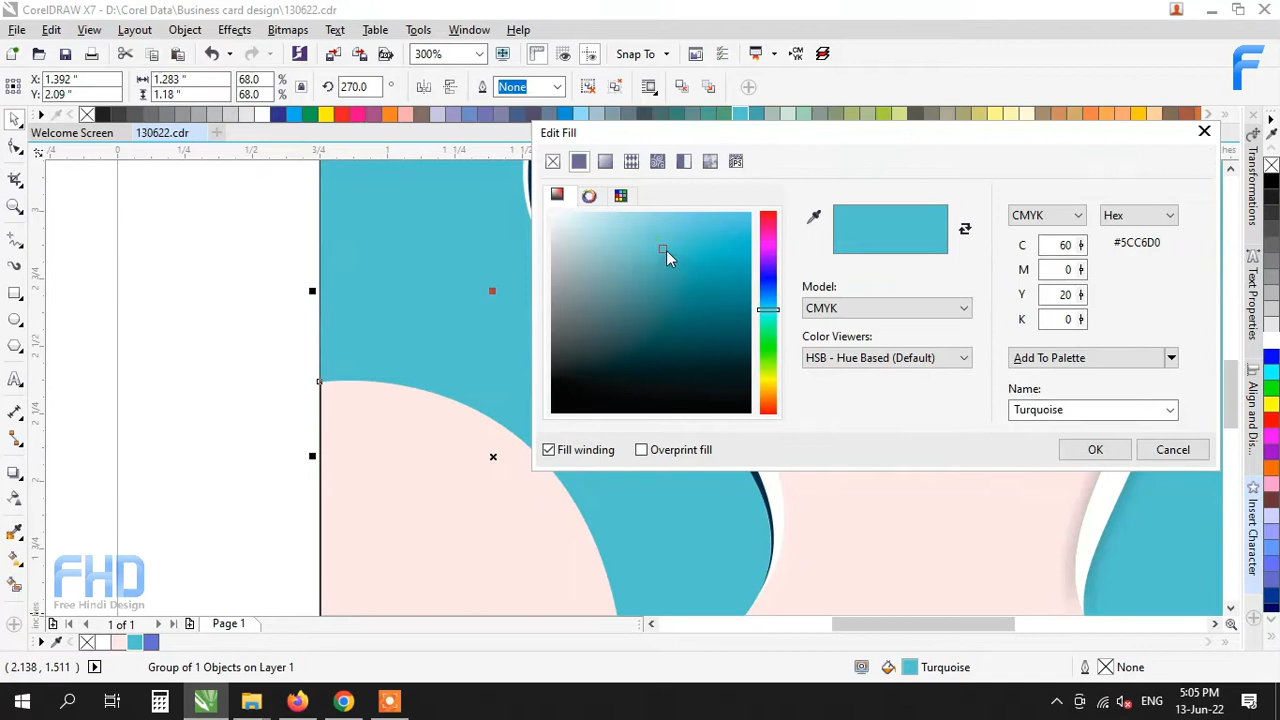 CorelDRAW X7 - D:\Corel Data\Business card design\130622.cdr
File Edit View Layout Object Effects Bitmaps Text Table Tools Window Help
300% Snap To
X: 1.392 " 1.283 " 68.0 % 270.0 ° None
Y: 2.09 " 1.18 " 68.0 %
Welcome Screen 130622.cdr
Edit Fill
CMYK Hex
C 60 #5CC6D0
M 0
Model: Y 20
CMYK K 0
Color Viewers:
HSB - Hue Based (Default) Add To Palette
Name:
Turquoise
Fill winding Overprint fill OK Cancel
Transformations
Text Properties
Align and Dis...
Insert Character
FHD
Free Hindi Design
1 of 1 Page 1
(2.138, 1.511) Group of 1 Objects on Layer 1 Turquoise None
ENG 5:05 PM
13-Jun-22